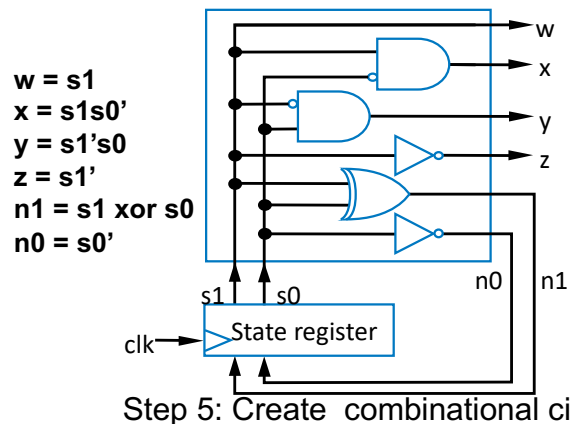 w = s1
x = s1s0’
y = s1’s0
z = s1’
n1 = s1 xor s0
n0 = s0’
w
x
y
z
n0 n1
s1 s0
State register
clk
Step 5: Create combinational ci